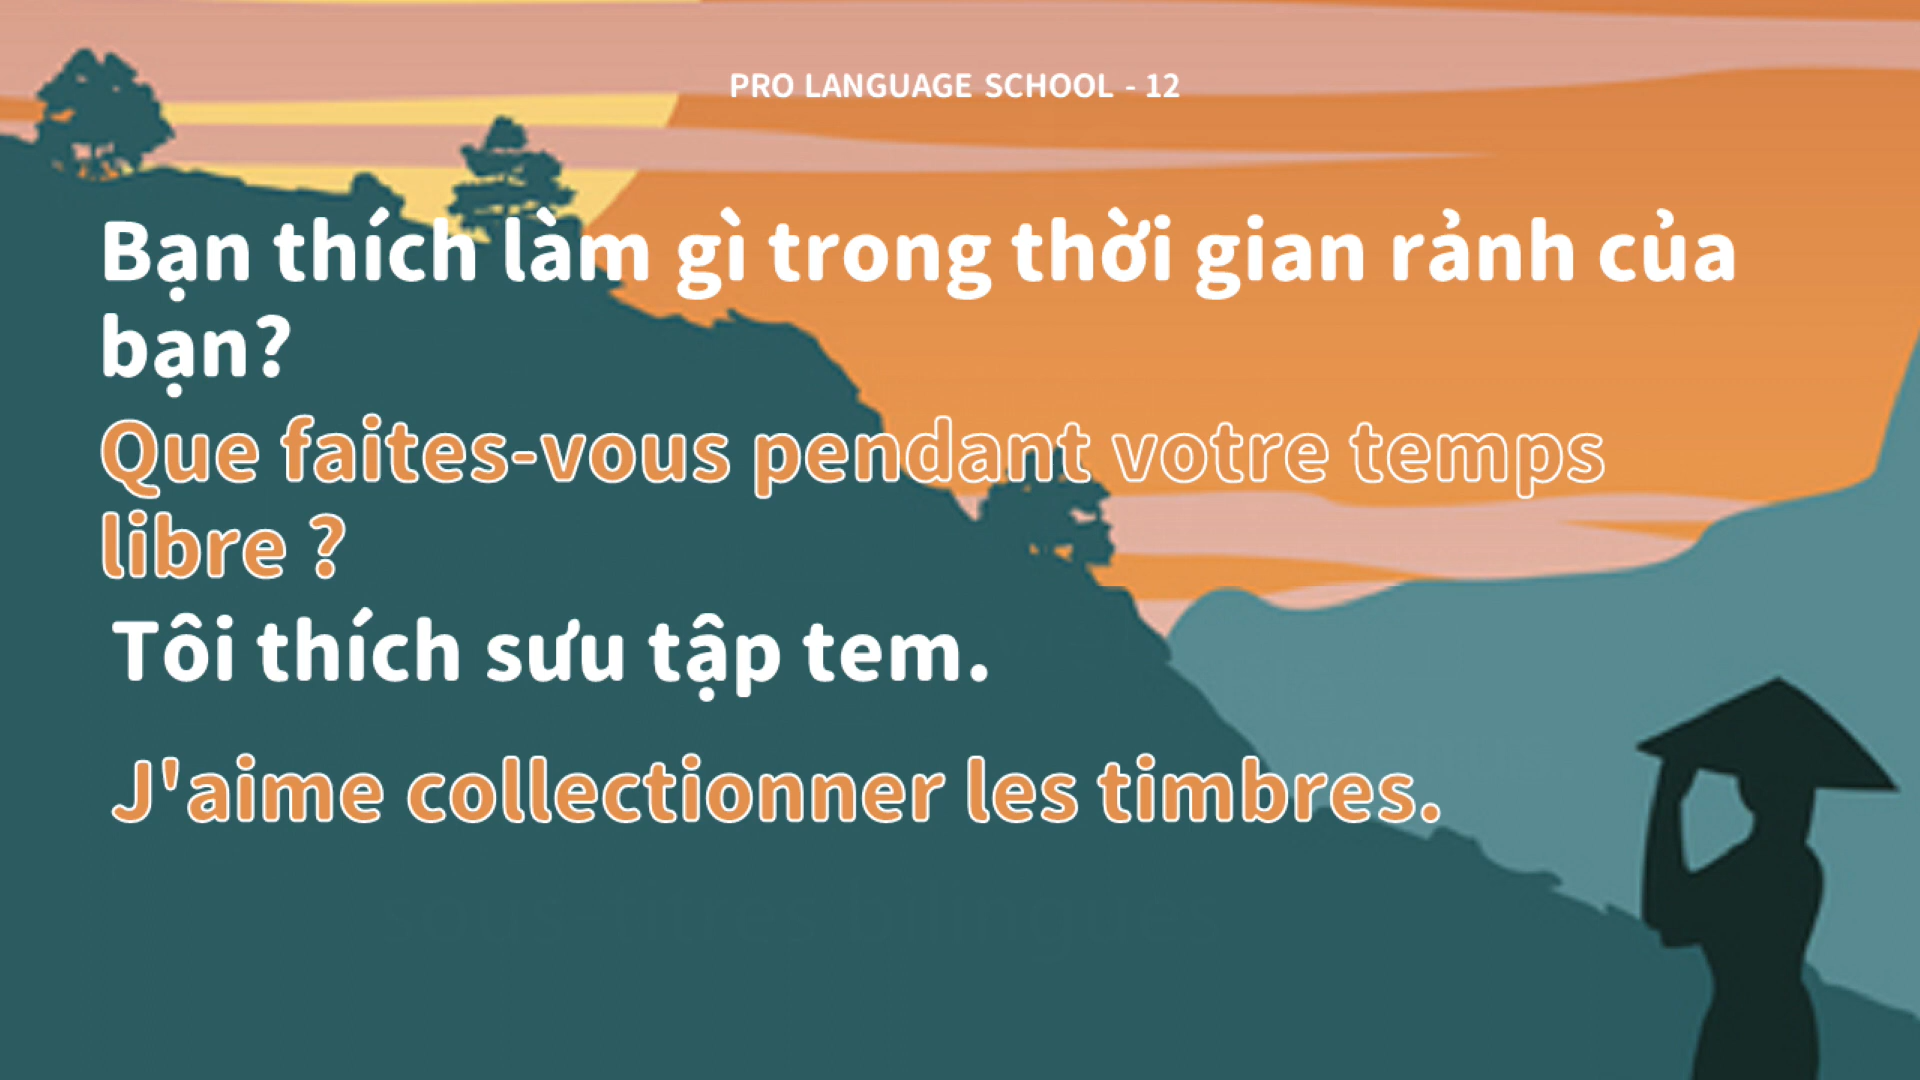 PRO LANGUAGE SCHOOL - 12
Bạn thích làm gì trong thời gian rảnh của
bạn?
Que faites-vous pendant votre temps
libre ?
Tôi thích sưu tập tem.
J'aime collectionner les timbres.